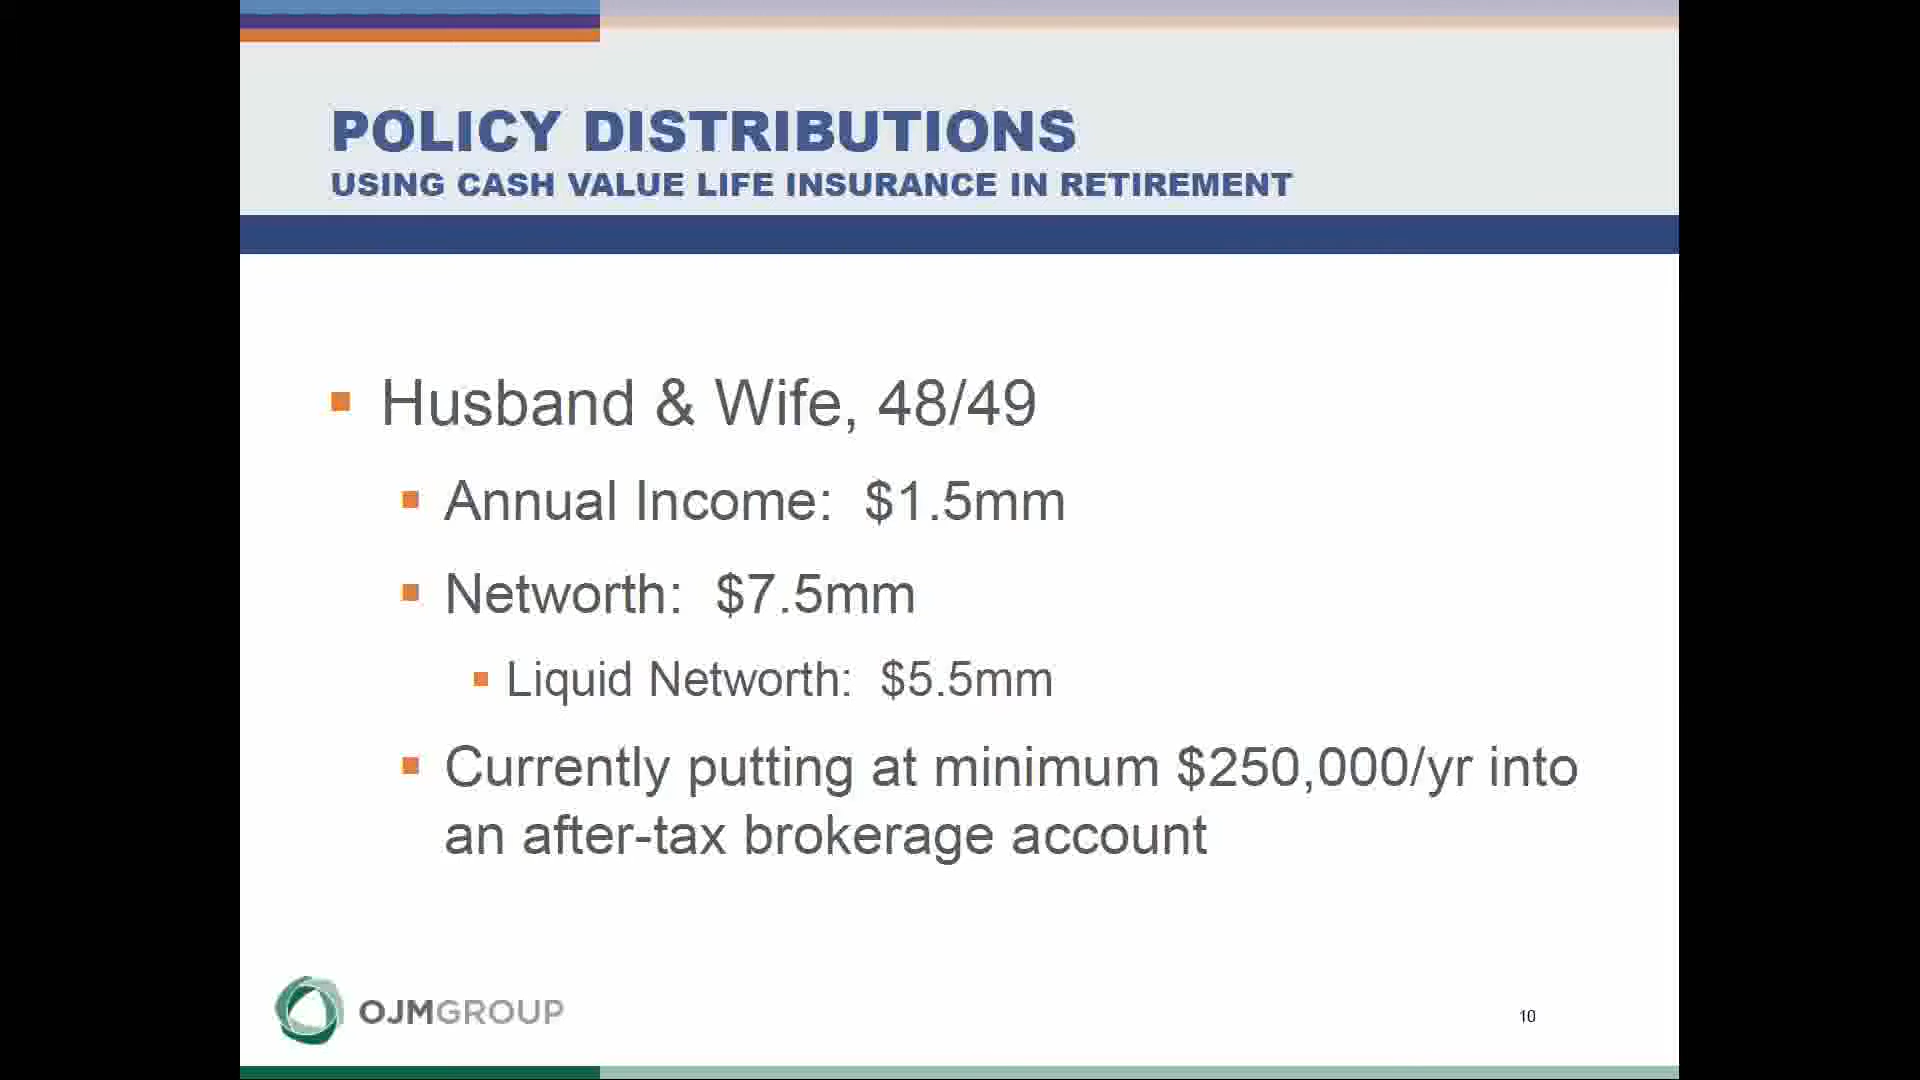 POLICY DISTRIBUTIONS
USING CASH VALUE LIFE INSURANCE IN RETIREMENT
Husband & Wife, 48/49
Annual Income: $1.5mm
Networth: $7.5mm
Liquid Networth: $5.5mm
Currently putting at minimum $250,000/yr into
an after-tax brokerage account
OJMGROUP
10